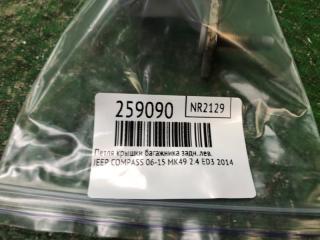 259090 NR2129
Петля крышки багажника задн. лев.
JEEP COMPASS 06-15 MK49 2.4 ED3 2014